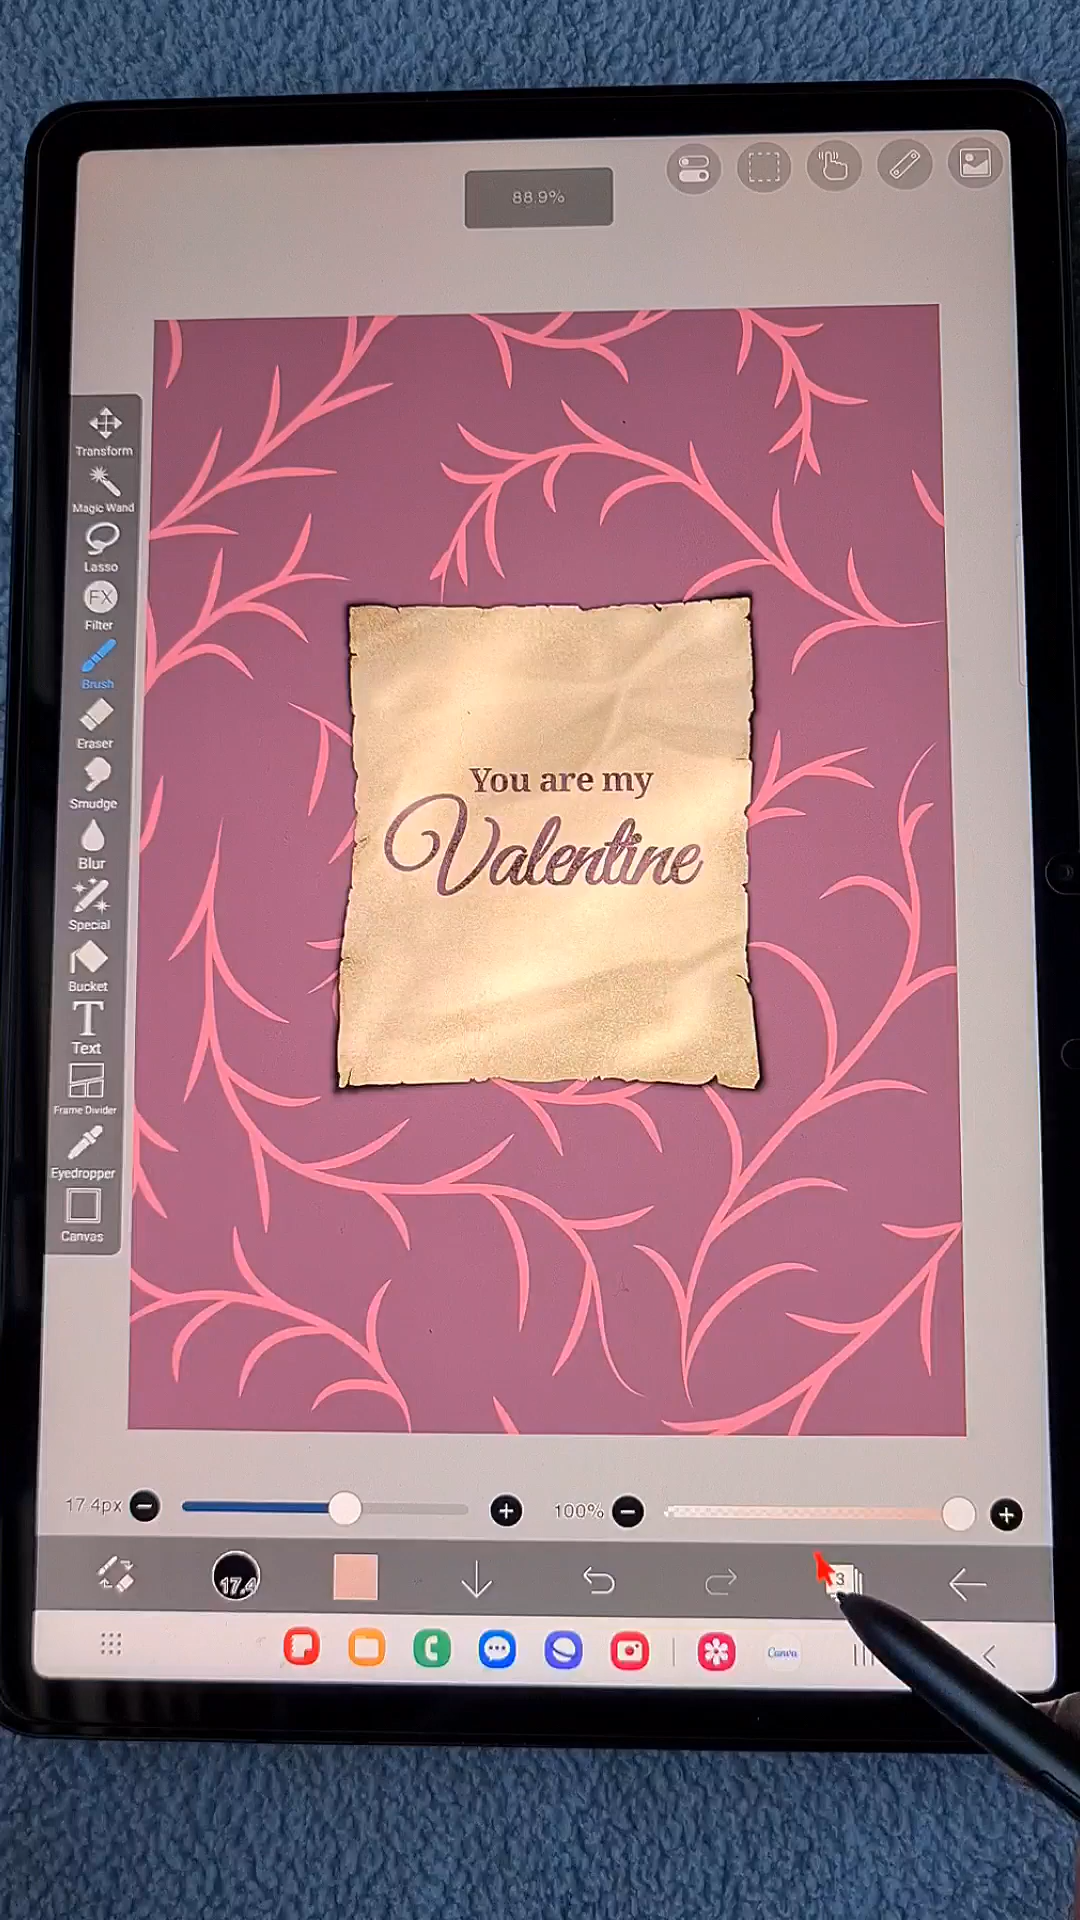 88.9%
Transform
Magic Wand
Lasso
FX
Filter
Brush
Eraser
Smudge
Blur
Special
Bucket
T
Text
Frame Divider
Eyedropper
Canvas
You are my
Valentine
17.4px
100%
17.4
3
Canva